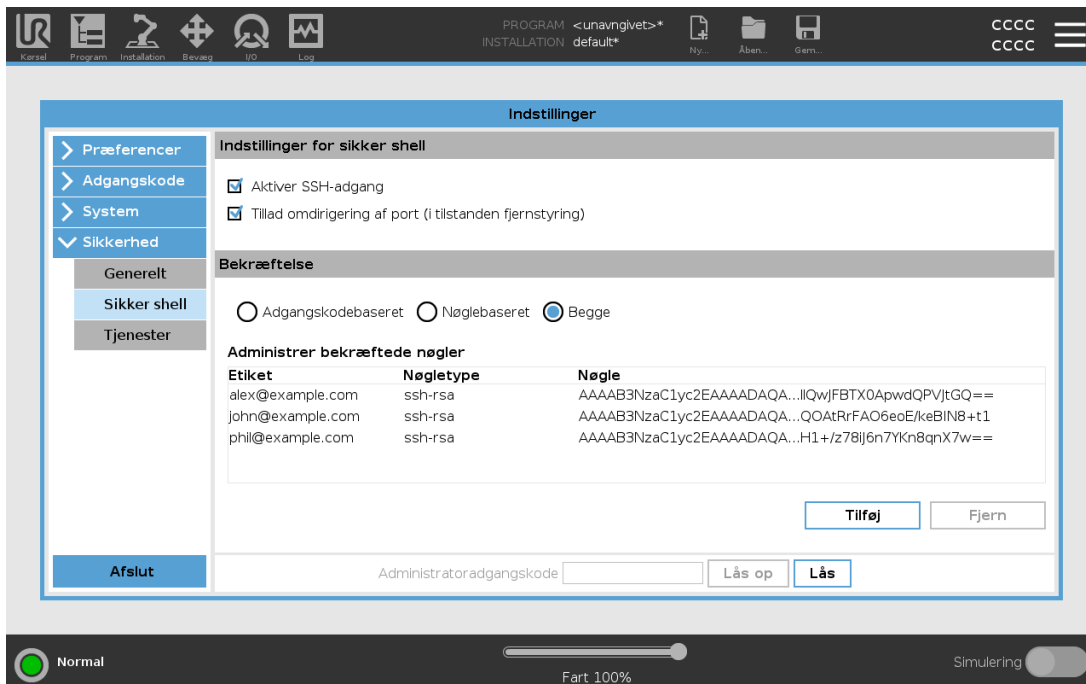 PROGRAM <unavngivet>*
INSTALLATION default*
CCCC
CCCC
Kørsel Program Installation Bevæg I/O Log Ny... Åben... Gem...
Indstillinger
Præferencer
Adgangskode
System
Sikkerhed
Generelt
Sikker shell
Tjenester
Afslut
Indstillinger for sikker shell
Aktiver SSH-adgang
Tillad omdirigering af port (i tilstanden fjernstyring)
Bekræftelse
Adgangskodebaseret Nøglebaseret Begge
Administrer bekræftede nøgler
Etiket Nøgletype Nøgle
alex@example.com ssh-rsa AAAAB3NzaC1yc2EAAAADAQA...IlQwJFBTX0ApwdQPVJtGQ==
john@example.com ssh-rsa AAAAB3NzaC1yc2EAAAADAQA...QOAtRrFAO6eoE/keBIN8+t1
phil@example.com ssh-rsa AAAAB3NzaC1yc2EAAAADAQA...H1+/z78iJ6n7YKn8qnX7w==
Tilføj Fjern
Administratoradgangskode Lås op Lås
Normal
Fart 100%
Simulering